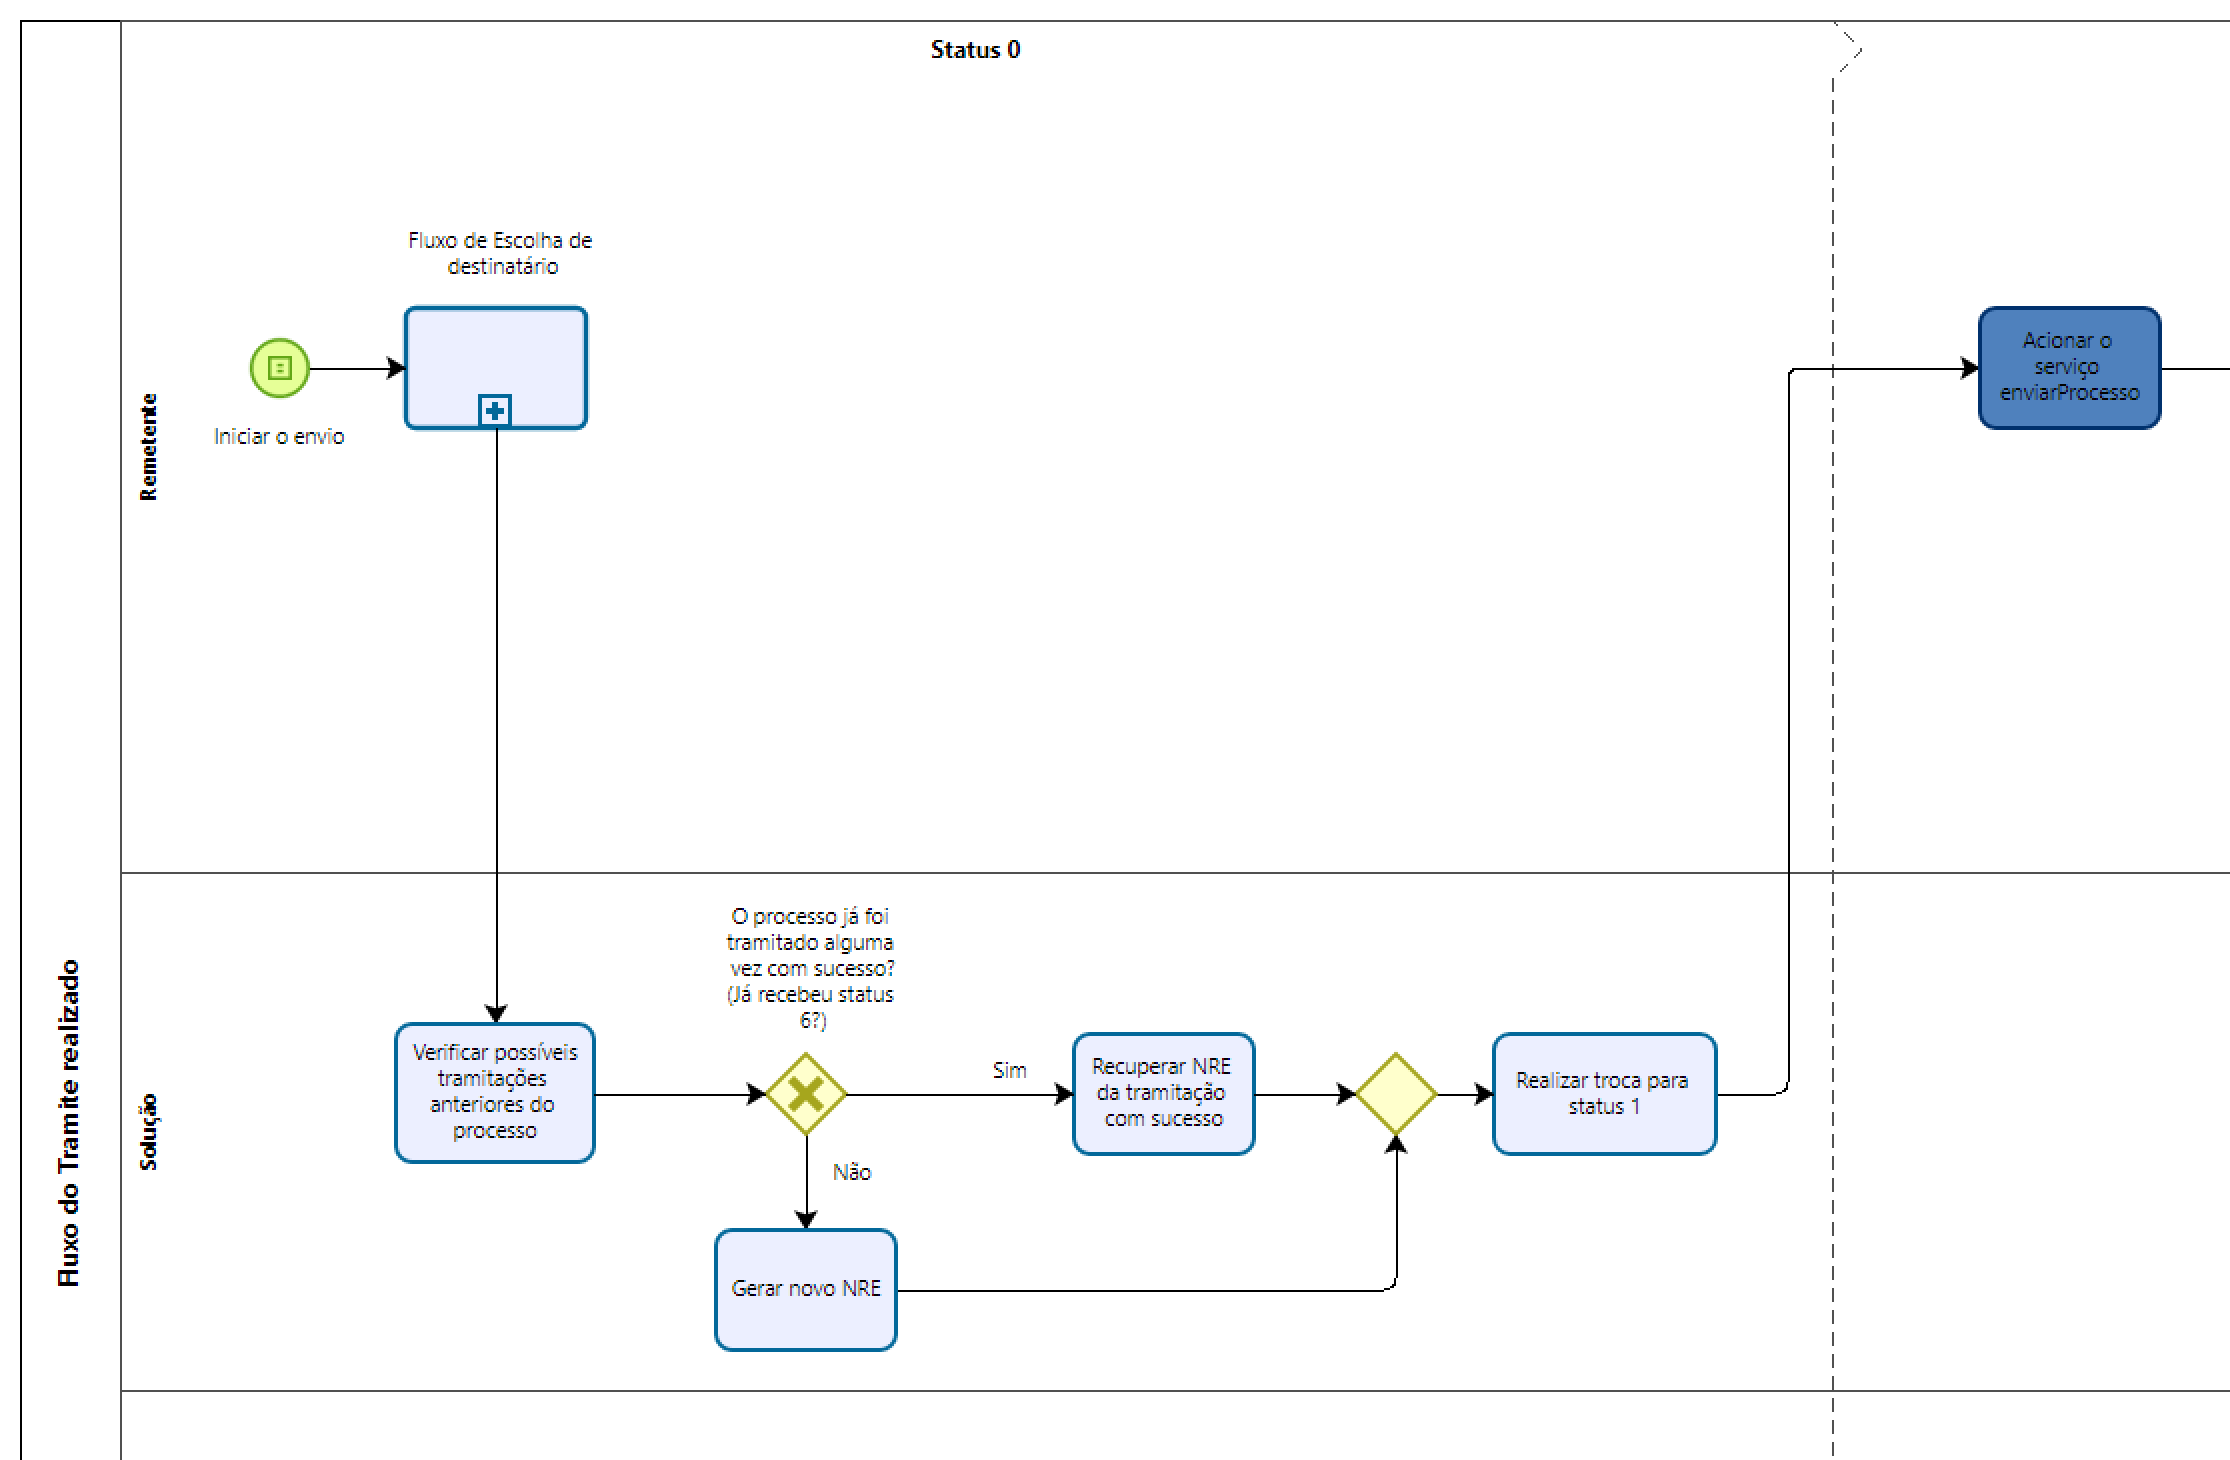 Status 0
Fluxo de Escolha de
destinatário
Iniciar o envio
Acionar o
serviço
enviarProcesso
Remetente
O processo já foi
tramitado alguma
vez com sucesso?
(Já recebeu status
6?)
Verificar possíveis
tramitações
anteriores do
processo
Sim
Recuperar NRE
da tramitação
com sucesso
Realizar troca para
status 1
Não
Gerar novo NRE
Solução
Fluxo do Tramite realizado